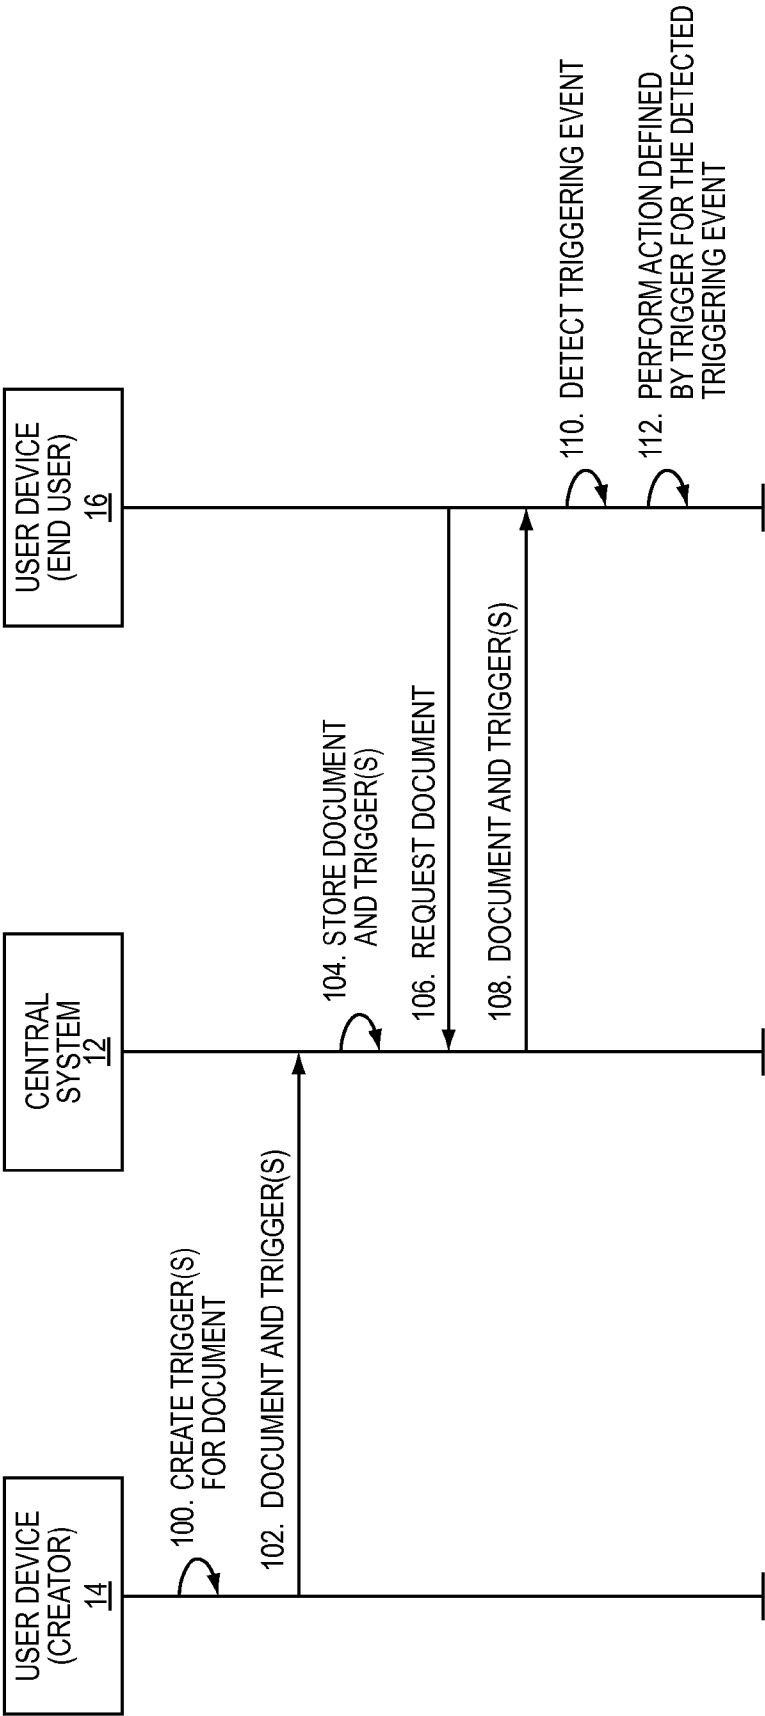 USER DEVICE
(CREATOR)
14
CENTRAL
SYSTEM
12
USER DEVICE
(END USER)
16
100. CREATE TRIGGER(S)
FOR DOCUMENT
102. DOCUMENT AND TRIGGER(S)
104. STORE DOCUMENT
AND TRIGGER(S)
106. REQUEST DOCUMENT
108. DOCUMENT AND TRIGGER(S)
110. DETECT TRIGGERING EVENT
112. PERFORM ACTION DEFINED
BY TRIGGER FOR THE DETECTED
TRIGGERING EVENT